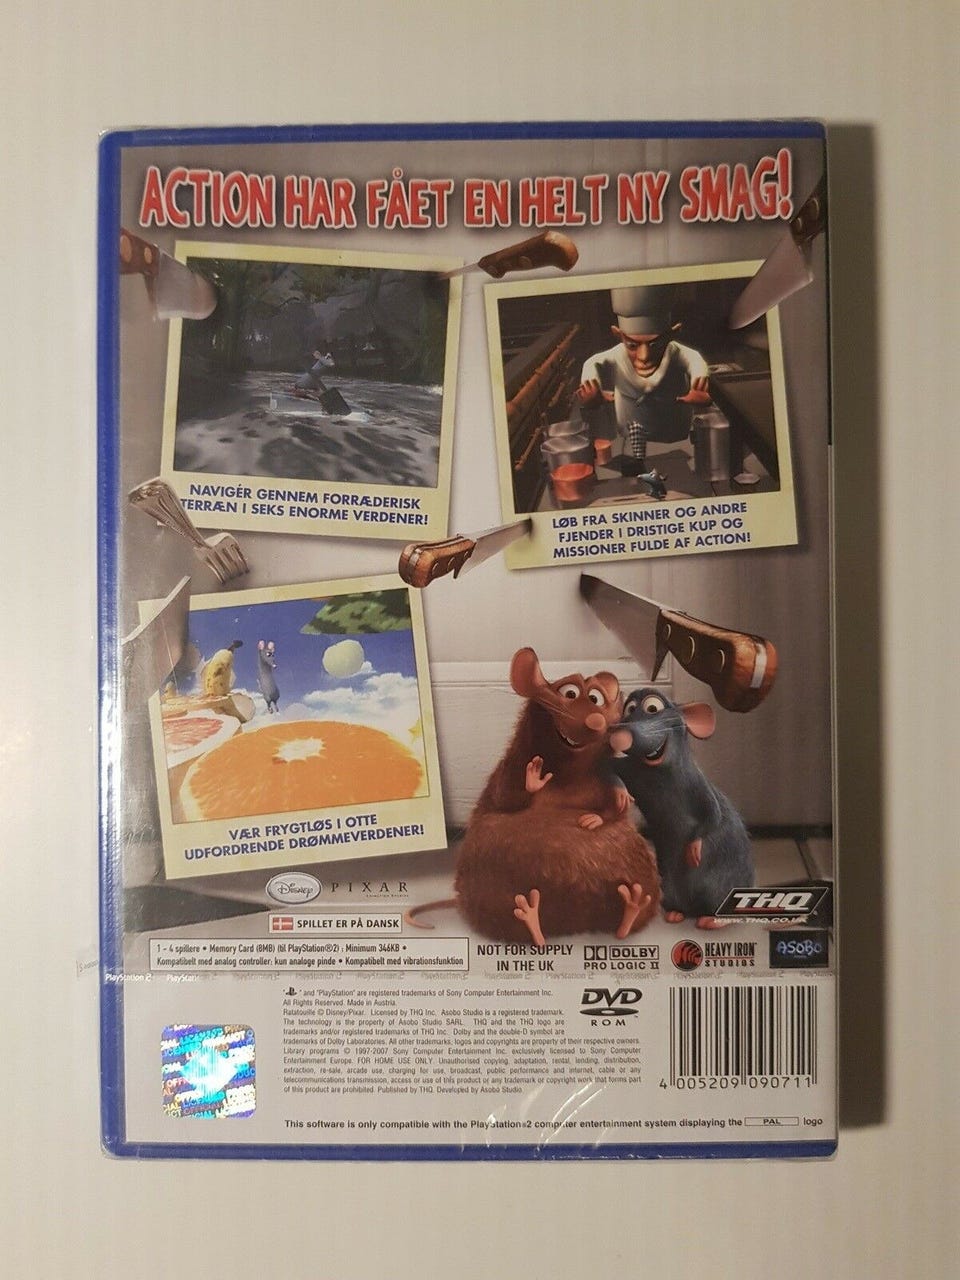 ACTION HAR FÅET EN HELT NY SMAG!
NAVIGÉR GENNEM FORRÆDERISK
TERRÆN I SEKS ENORME VERDENER!
LØB FRA SKINNER OG ANDRE
FJENDER I DRISTIGE KUP OG
MISSIONER FULDE AF ACTION!
VÆR FRYGTLØS I OTTE
UDFORDRENDE DRØMMEVERDENER!
Disney PIXAR
ANIMATION STUDIOS
THQ
WWW.THQ.CO.UK
SPILLET ER PÅ DANSK
1 - 4 spillere • Memory Card (8MB) (til PlayStation®2) : Minimum 346KB •
Kompatibelt med analog controller: kun analoge pinde • Kompatibelt med vibrationsfunktion
NOT FOR SUPPLY
IN THE UK
DOLBY
PRO LOGIC II
HEAVY IRON
STUDIOS
ASOBO
PlayStation 2
" " and "PlayStation" are registered trademarks of Sony Computer Entertainment Inc.
All Rights Reserved. Made in Austria.
Ratatouille © Disney/Pixar. Licensed by THQ Inc. Asobo Studio is a registered trademark.
The technology is the property of Asobo Studio SARL. THQ and the THQ logo are
trademarks and/or registered trademarks of THQ Inc. Dolby and the double-D symbol are
trademarks of Dolby Laboratories. All other trademarks, logos and copyrights are property of their respective owners.
Library programs © 1997-2007 Sony Computer Entertainment Inc. exclusively licensed to Sony Computer
Entertainment Europe. FOR HOME USE ONLY. Unauthorised copying, adaptation, rental, lending, distribution,
extraction, re-sale, arcade use, charging for use, broadcast, public performance and internet, cable or any
telecommunications transmission, access or use of this product or any trademark or copyright work that forms part
of this product are prohibited. Published by THQ. Developed by Asobo Studio.
DVD
ROM
4 005209 090711
This software is only compatible with the PlayStation®2 computer entertainment system displaying the PAL logo